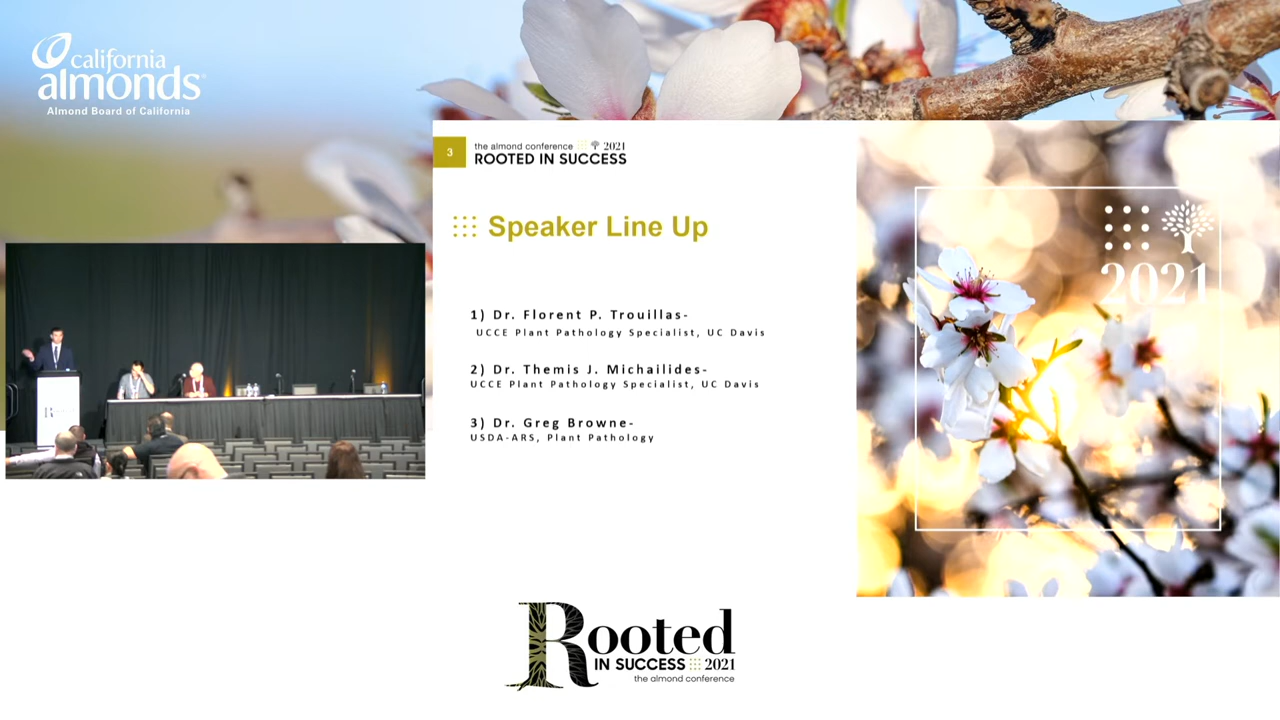 california
almonds
Almond Board of California
3
the almond conference 2021
ROOTED IN SUCCESS
Speaker Line Up
1) Dr. Florent P. Trouillas-
UCCE Plant Pathology Specialist, UC Davis
2) Dr. Themis J. Michailides-
UCCE Plant Pathology Specialist, UC Davis
3) Dr. Greg Browne-
USDA-ARS, Plant Pathology
2021
R
Rooted
IN SUCCESS 2021
the almond conference